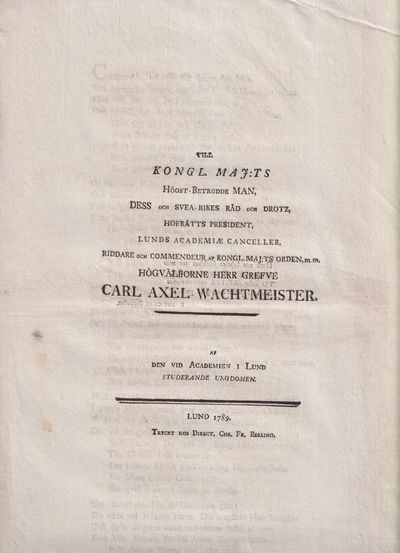 TILL
KONGL. MAJ:TS
HÖGST-BETRODDE MAN,
DESS OCH SVEA-RIKES RÅD OCH DROTZ,
HOFRÄTTS PRESIDENT,
LUNDS ACADEMIÆ CANCELLER,
RIDDARE OCH COMMENDEUR AF KONGL. MAJ:TS ORDEN, m. m.
HÖGVÄLBORNE HERR GREFVE
CARL AXEL WACHTMEISTER.
AF
DEN VID ACADEMIEN I LUND
STUDERANDE UNGDOMEN.
LUND 1789.
TRYCKT HOS DIRECT. CHR. FR. BERLING.